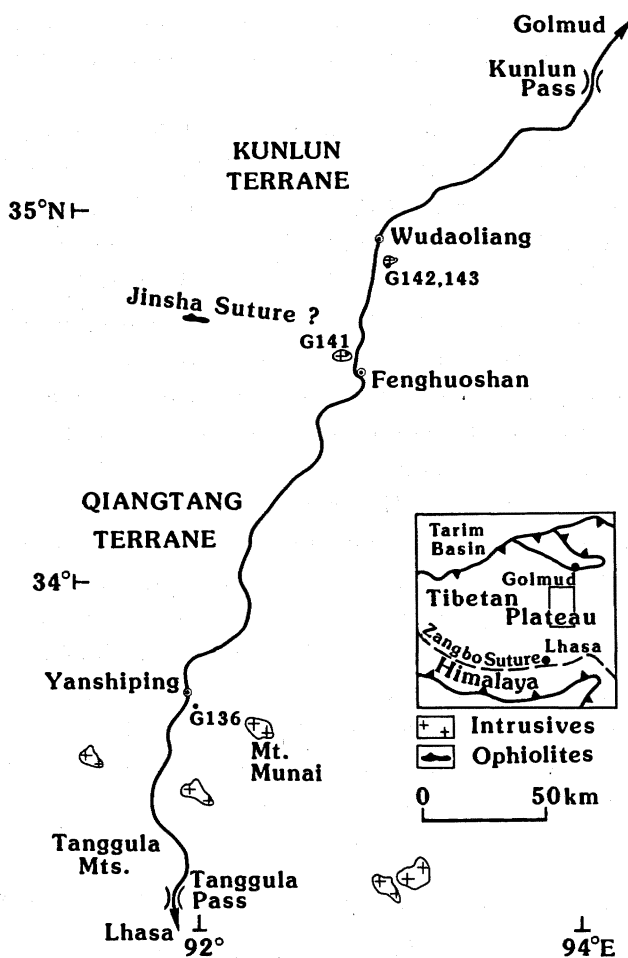 Golmud
Kunlun
Pass
KUNLUN
TERRANE
35°N
Wudaoliang
G142,143
Jinsha Suture ?
G141
Fenghuoshan
QIANGTANG
TERRANE
34°
Tarim
Basin
Golmud
Tibetan
Plateau
Zangbo Suture
Lhasa
Himalaya
Yanshiping
G136
Mt.
Munai
Intrusives
Ophiolites
0 50 km
Tanggula
Mts.
Tanggula
Pass
Lhasa
92°
94°E